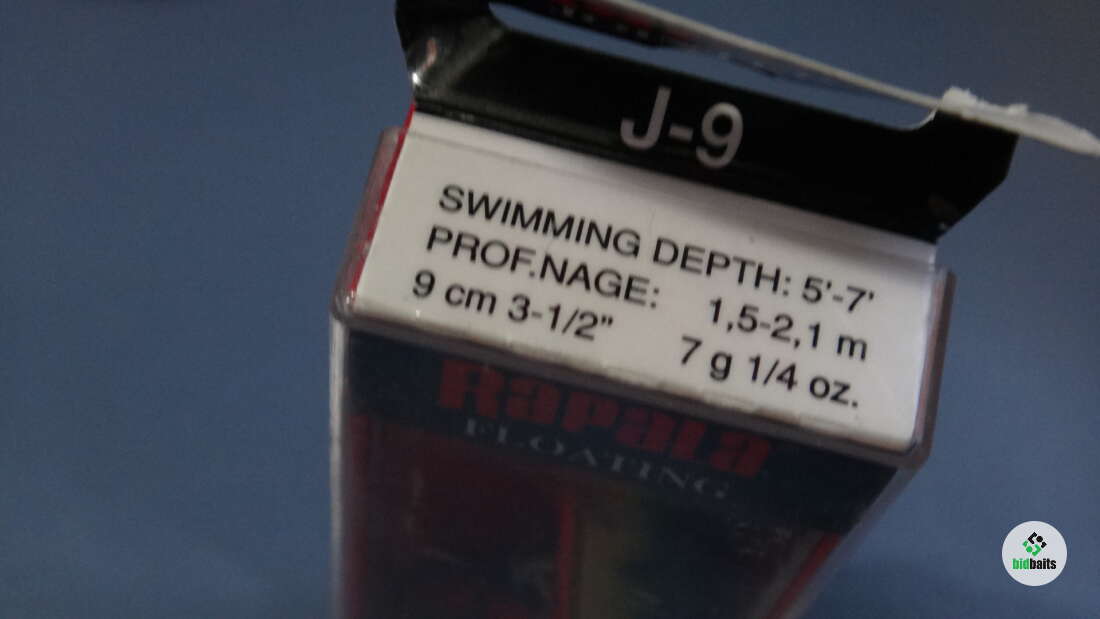 J-9
SWIMMING DEPTH: 5'-7'
PROF.NAGE: 1,5-2,1 m
9 cm 3-1/2" 7 g 1/4 oz.
Rapala
FLOATING
bidbaits